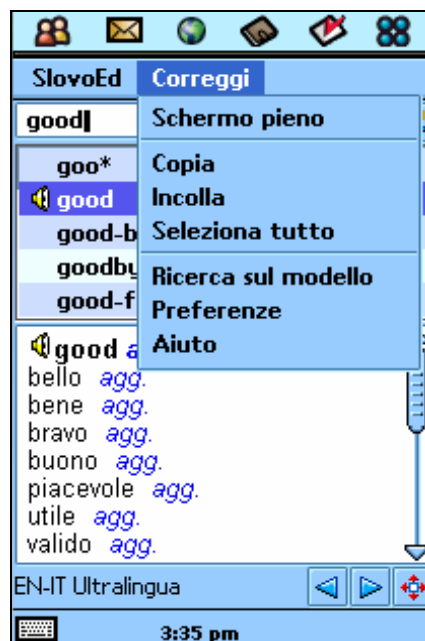 SlovoEd Correggi
good
Schermo pieno
Copia
Incolla
Seleziona tutto
Ricerca sul modello
Preferenze
Aiuto
goo*
good
good-b
goodby
good-f
good a
bello agg.
bene agg.
bravo agg.
buono agg.
piacevole agg.
utile agg.
valido agg.
EN-IT Ultralingua
3:35 pm